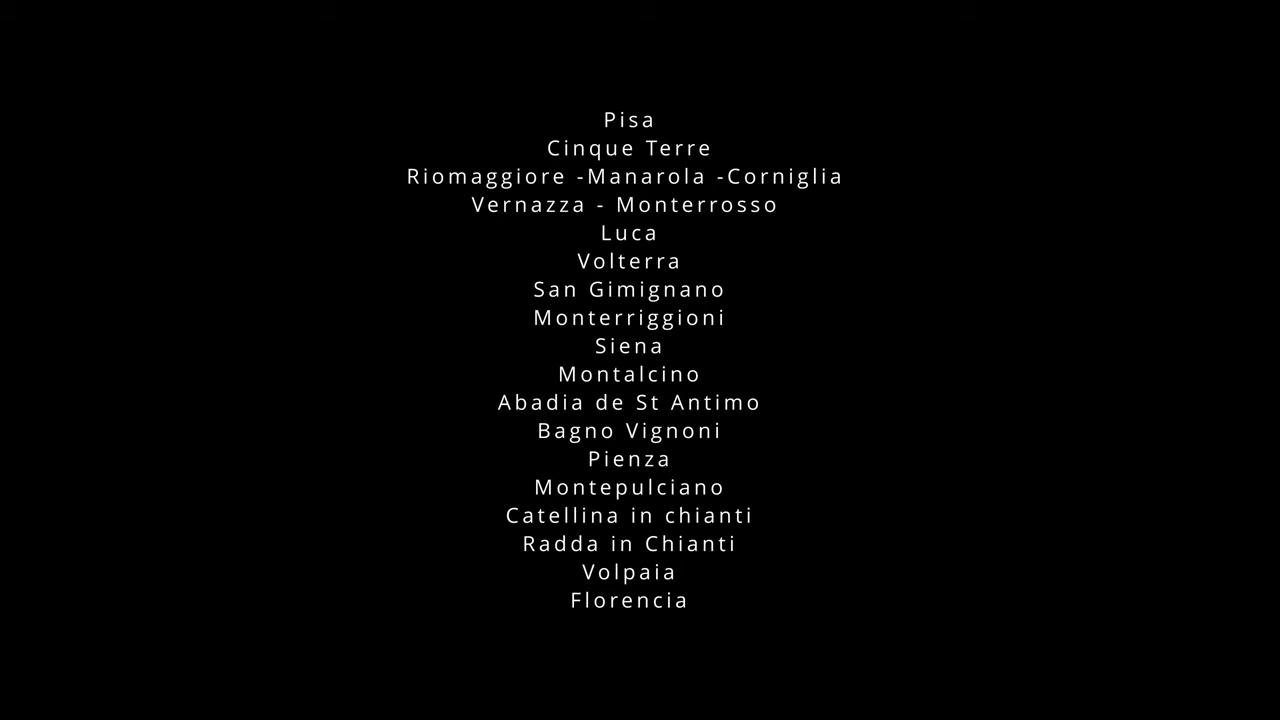 Pisa
Cinque Terre
Riomaggiore -Manarola -Corniglia
Vernazza - Monterrosso
Luca
Volterra
San Gimignano
Monterriggioni
Siena
Montalcino
Abadia de St Antimo
Bagno Vignoni
Pienza
Montepulciano
Catellina in chianti
Radda in Chianti
Volpaia
Florencia